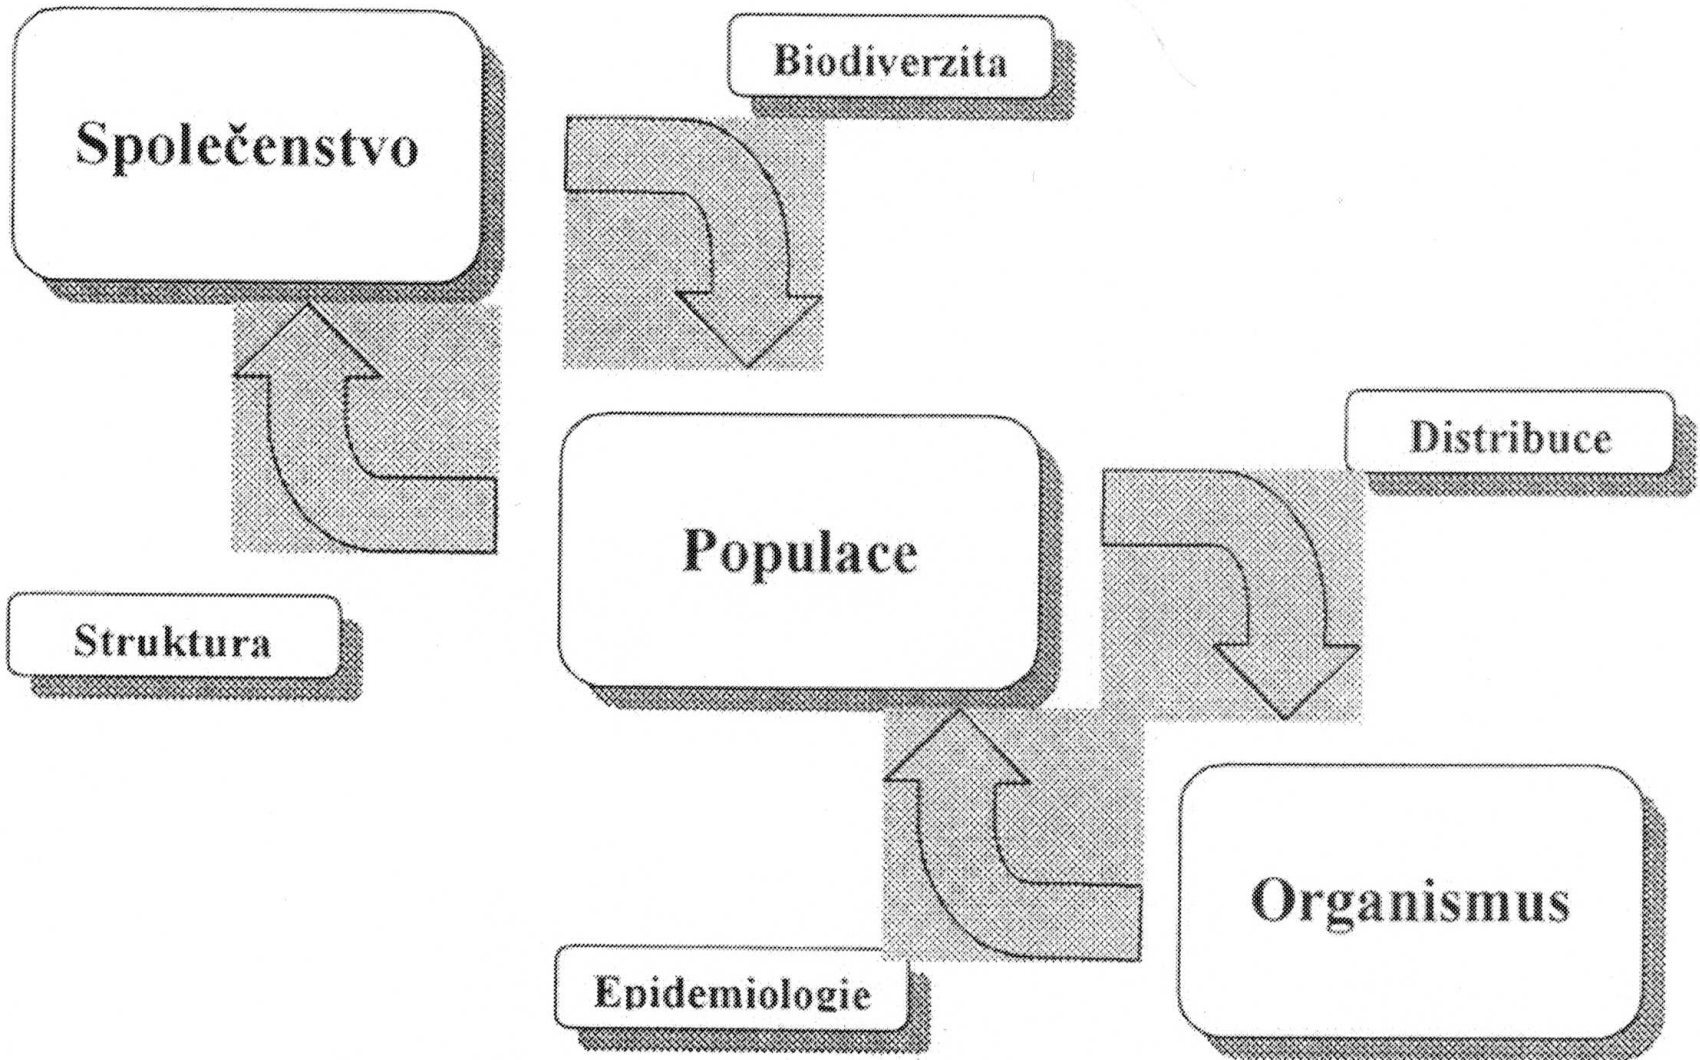 Biodiverzita
Společenstvo
Distribuce
Populace
Struktura
Organismus
Epidemiologie